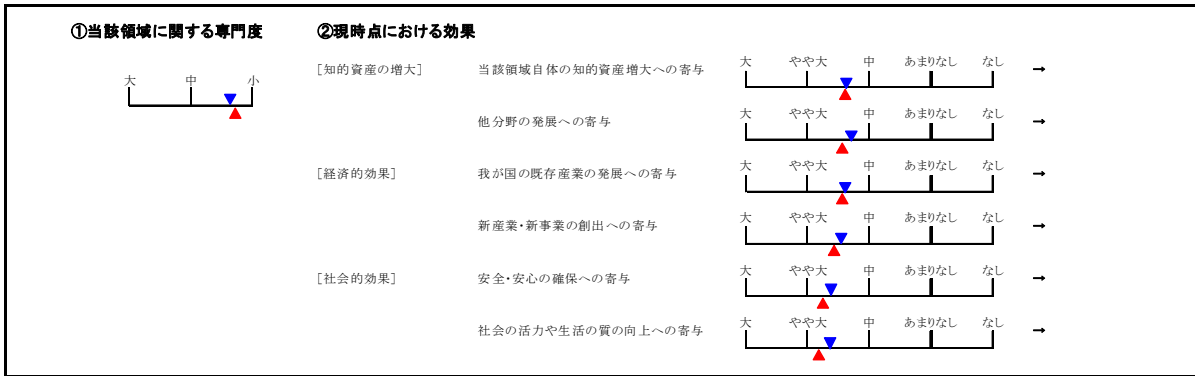 ①当該領域に関する専門度 ②現時点における効果
大 中 小
[知的資産の増大] 当該領域自体の知的資産増大への寄与 大 やや大 中 あまりなし なし →
他分野の発展への寄与 大 やや大 中 あまりなし なし →
[経済的効果] 我が国の既存産業の発展への寄与 大 やや大 中 あまりなし なし →
新産業・新事業の創出への寄与 大 やや大 中 あまりなし なし →
[社会的効果] 安全・安心の確保への寄与 大 やや大 中 あまりなし なし →
社会の活力や生活の質の向上への寄与 大 やや大 中 あまりなし なし →